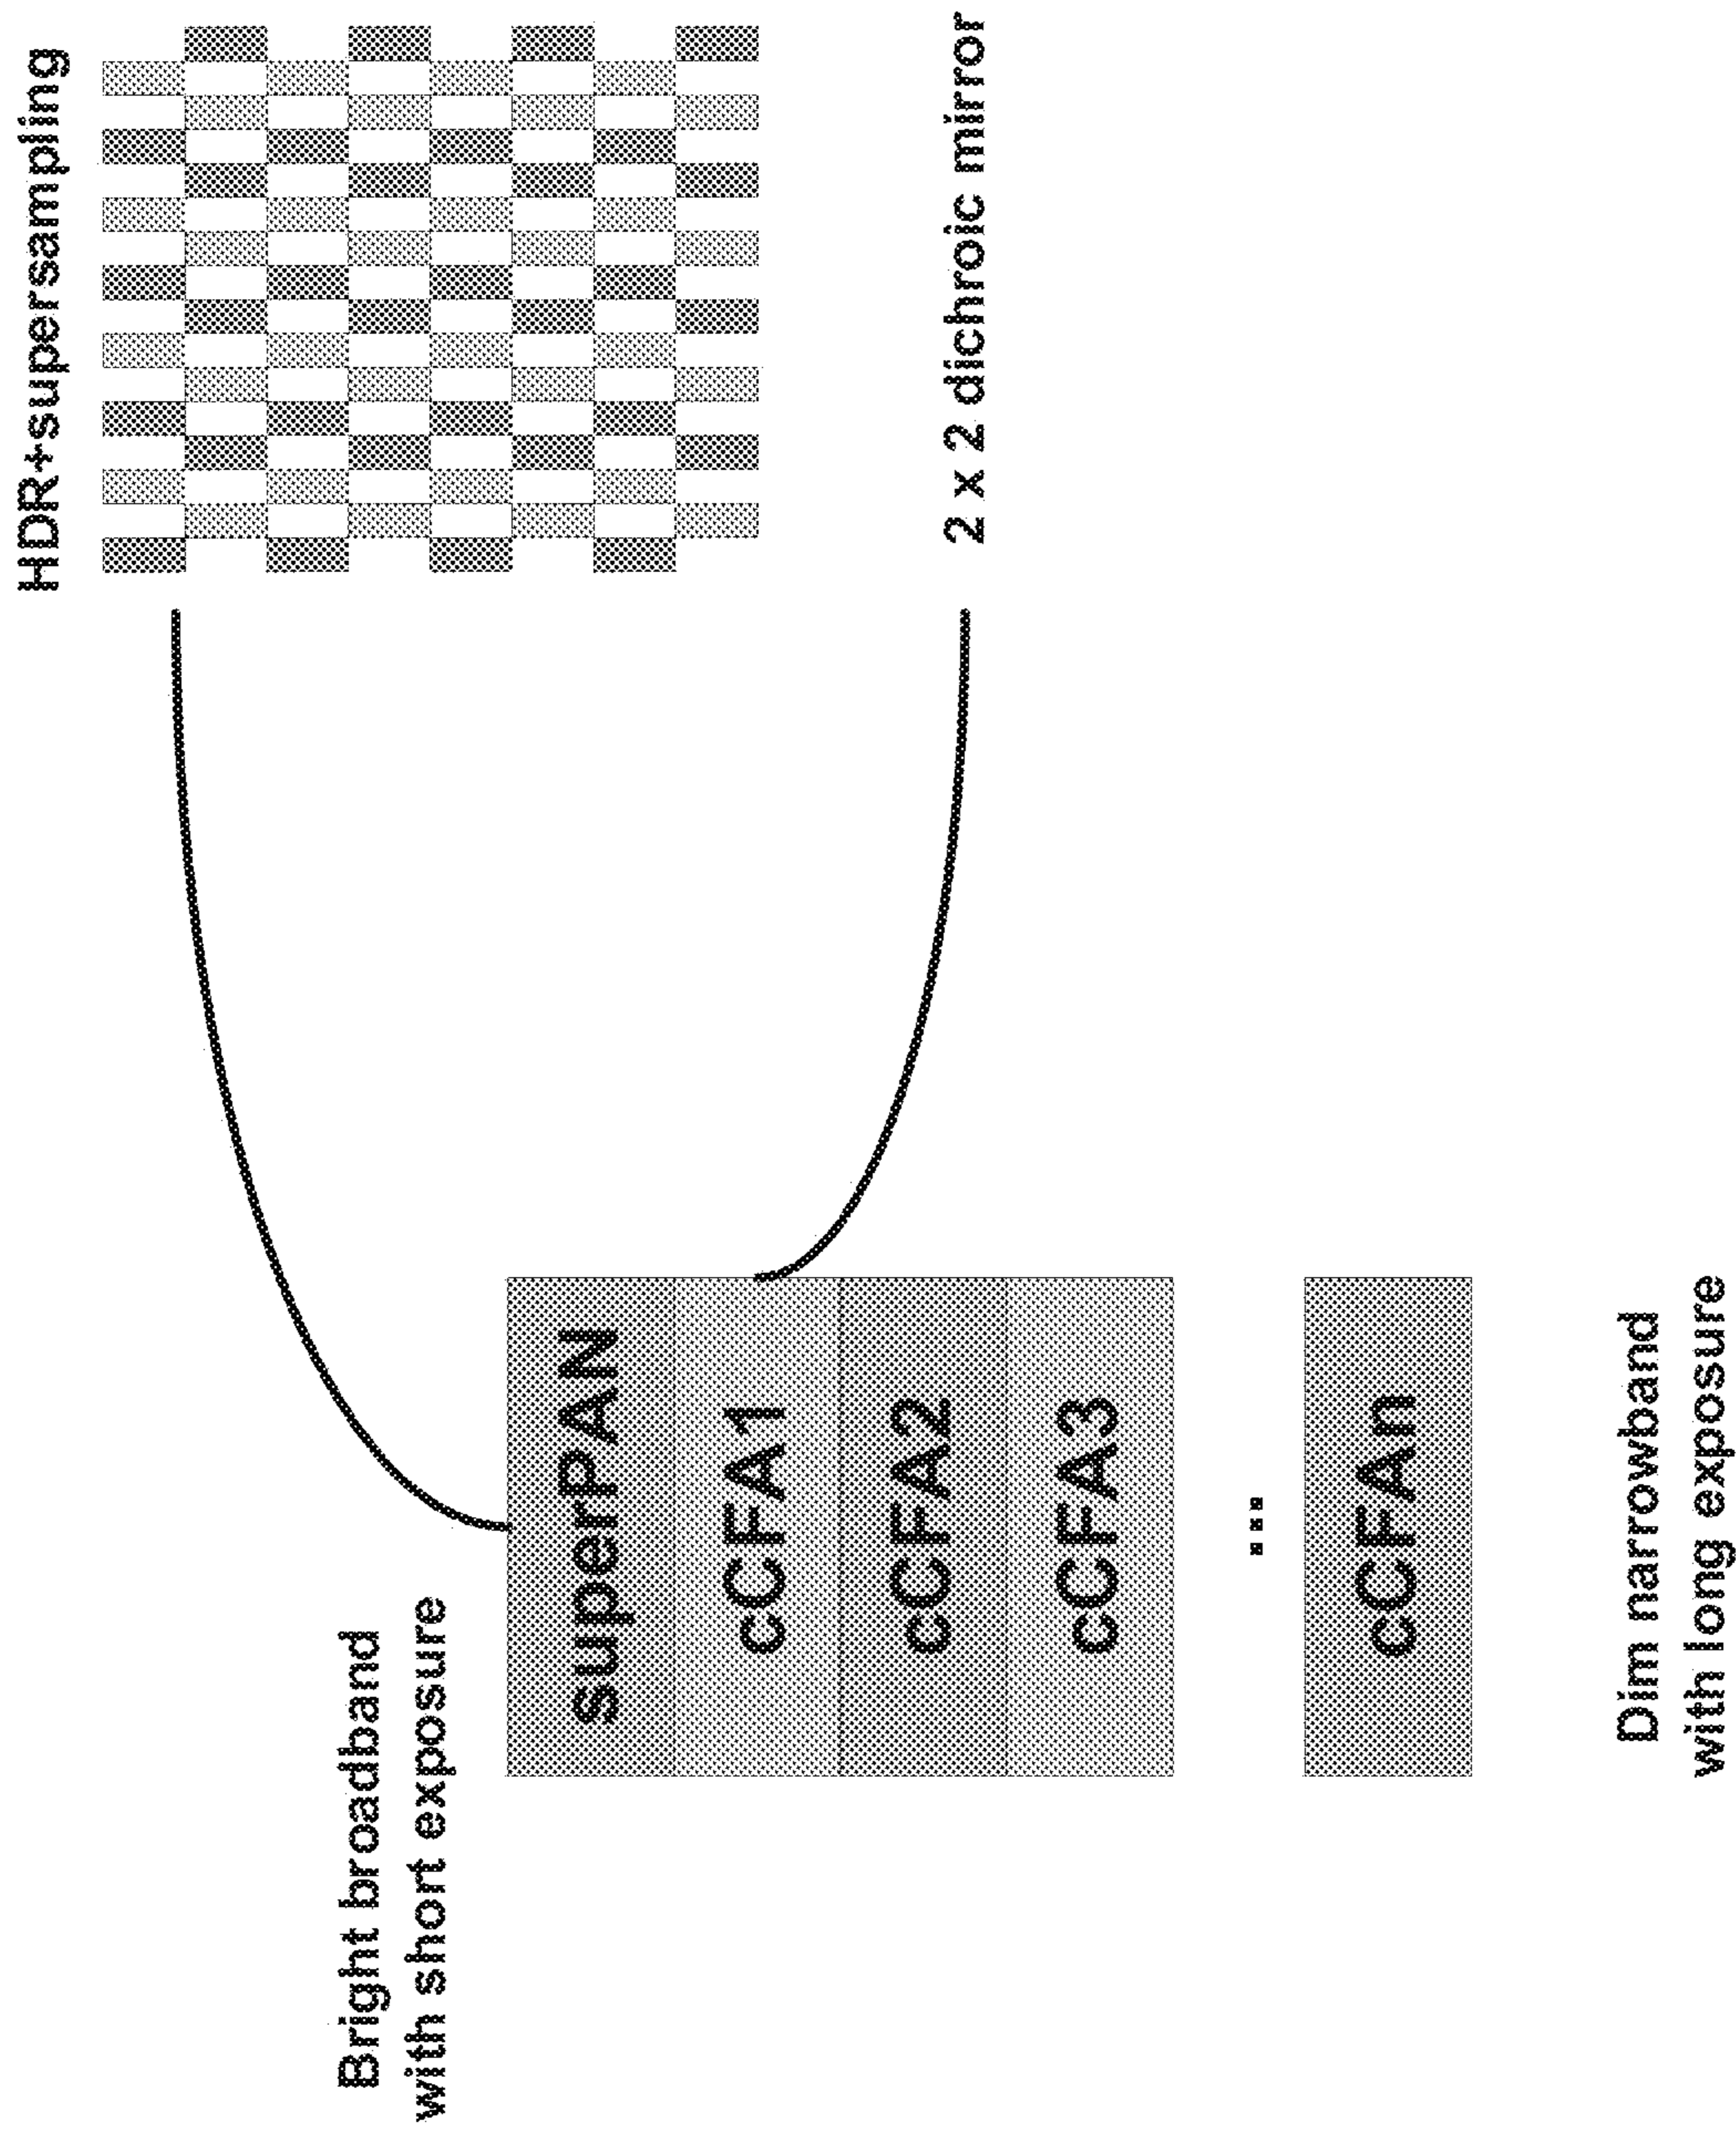 HDR+supersampling
Bright broadband
with short exposure
superPAN
cCFA1
cCFA2
cCFA3
...
cCFAn
2 x 2 dichroic mirror
Dim narrowband
with long exposure